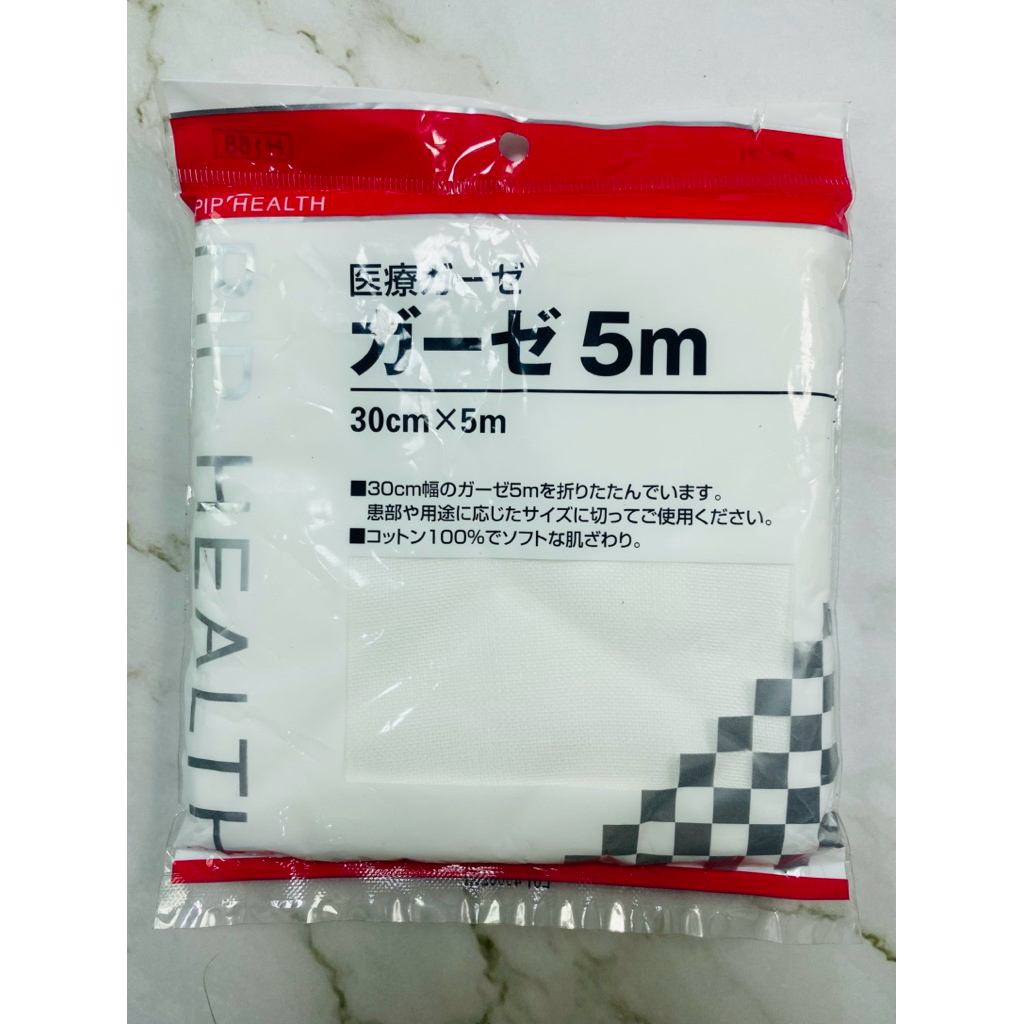 H168
PIP HEALTH
PIP HEALTH
医療ガーゼ
ガーゼ 5m
30cm×5m
■30cm幅のガーゼ5mを折りたたんでいます。
患部や用途に応じたサイズに切ってご使用ください。
■コットン100%でソフトな肌ざわり。